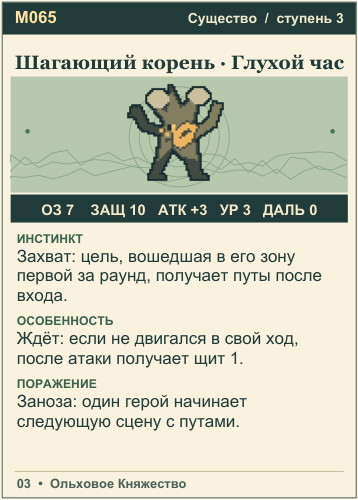 M065
Существо / ступень 3
Шагающий корень · Глухой час
ОЗ 7 ЗАЩ 10 АТК +3 УР 3 ДАЛЬ 0
ИНСТИНКТ
Захват: цель, вошедшая в его зону
первой за раунд, получает путы после
входа.
ОСОБЕННОСТЬ
Ждёт: если не двигался в свой ход,
после атаки получает щит 1.
ПОРАЖЕНИЕ
Заноза: один герой начинает
следующую сцену с путами.
03 • Ольховое Княжество